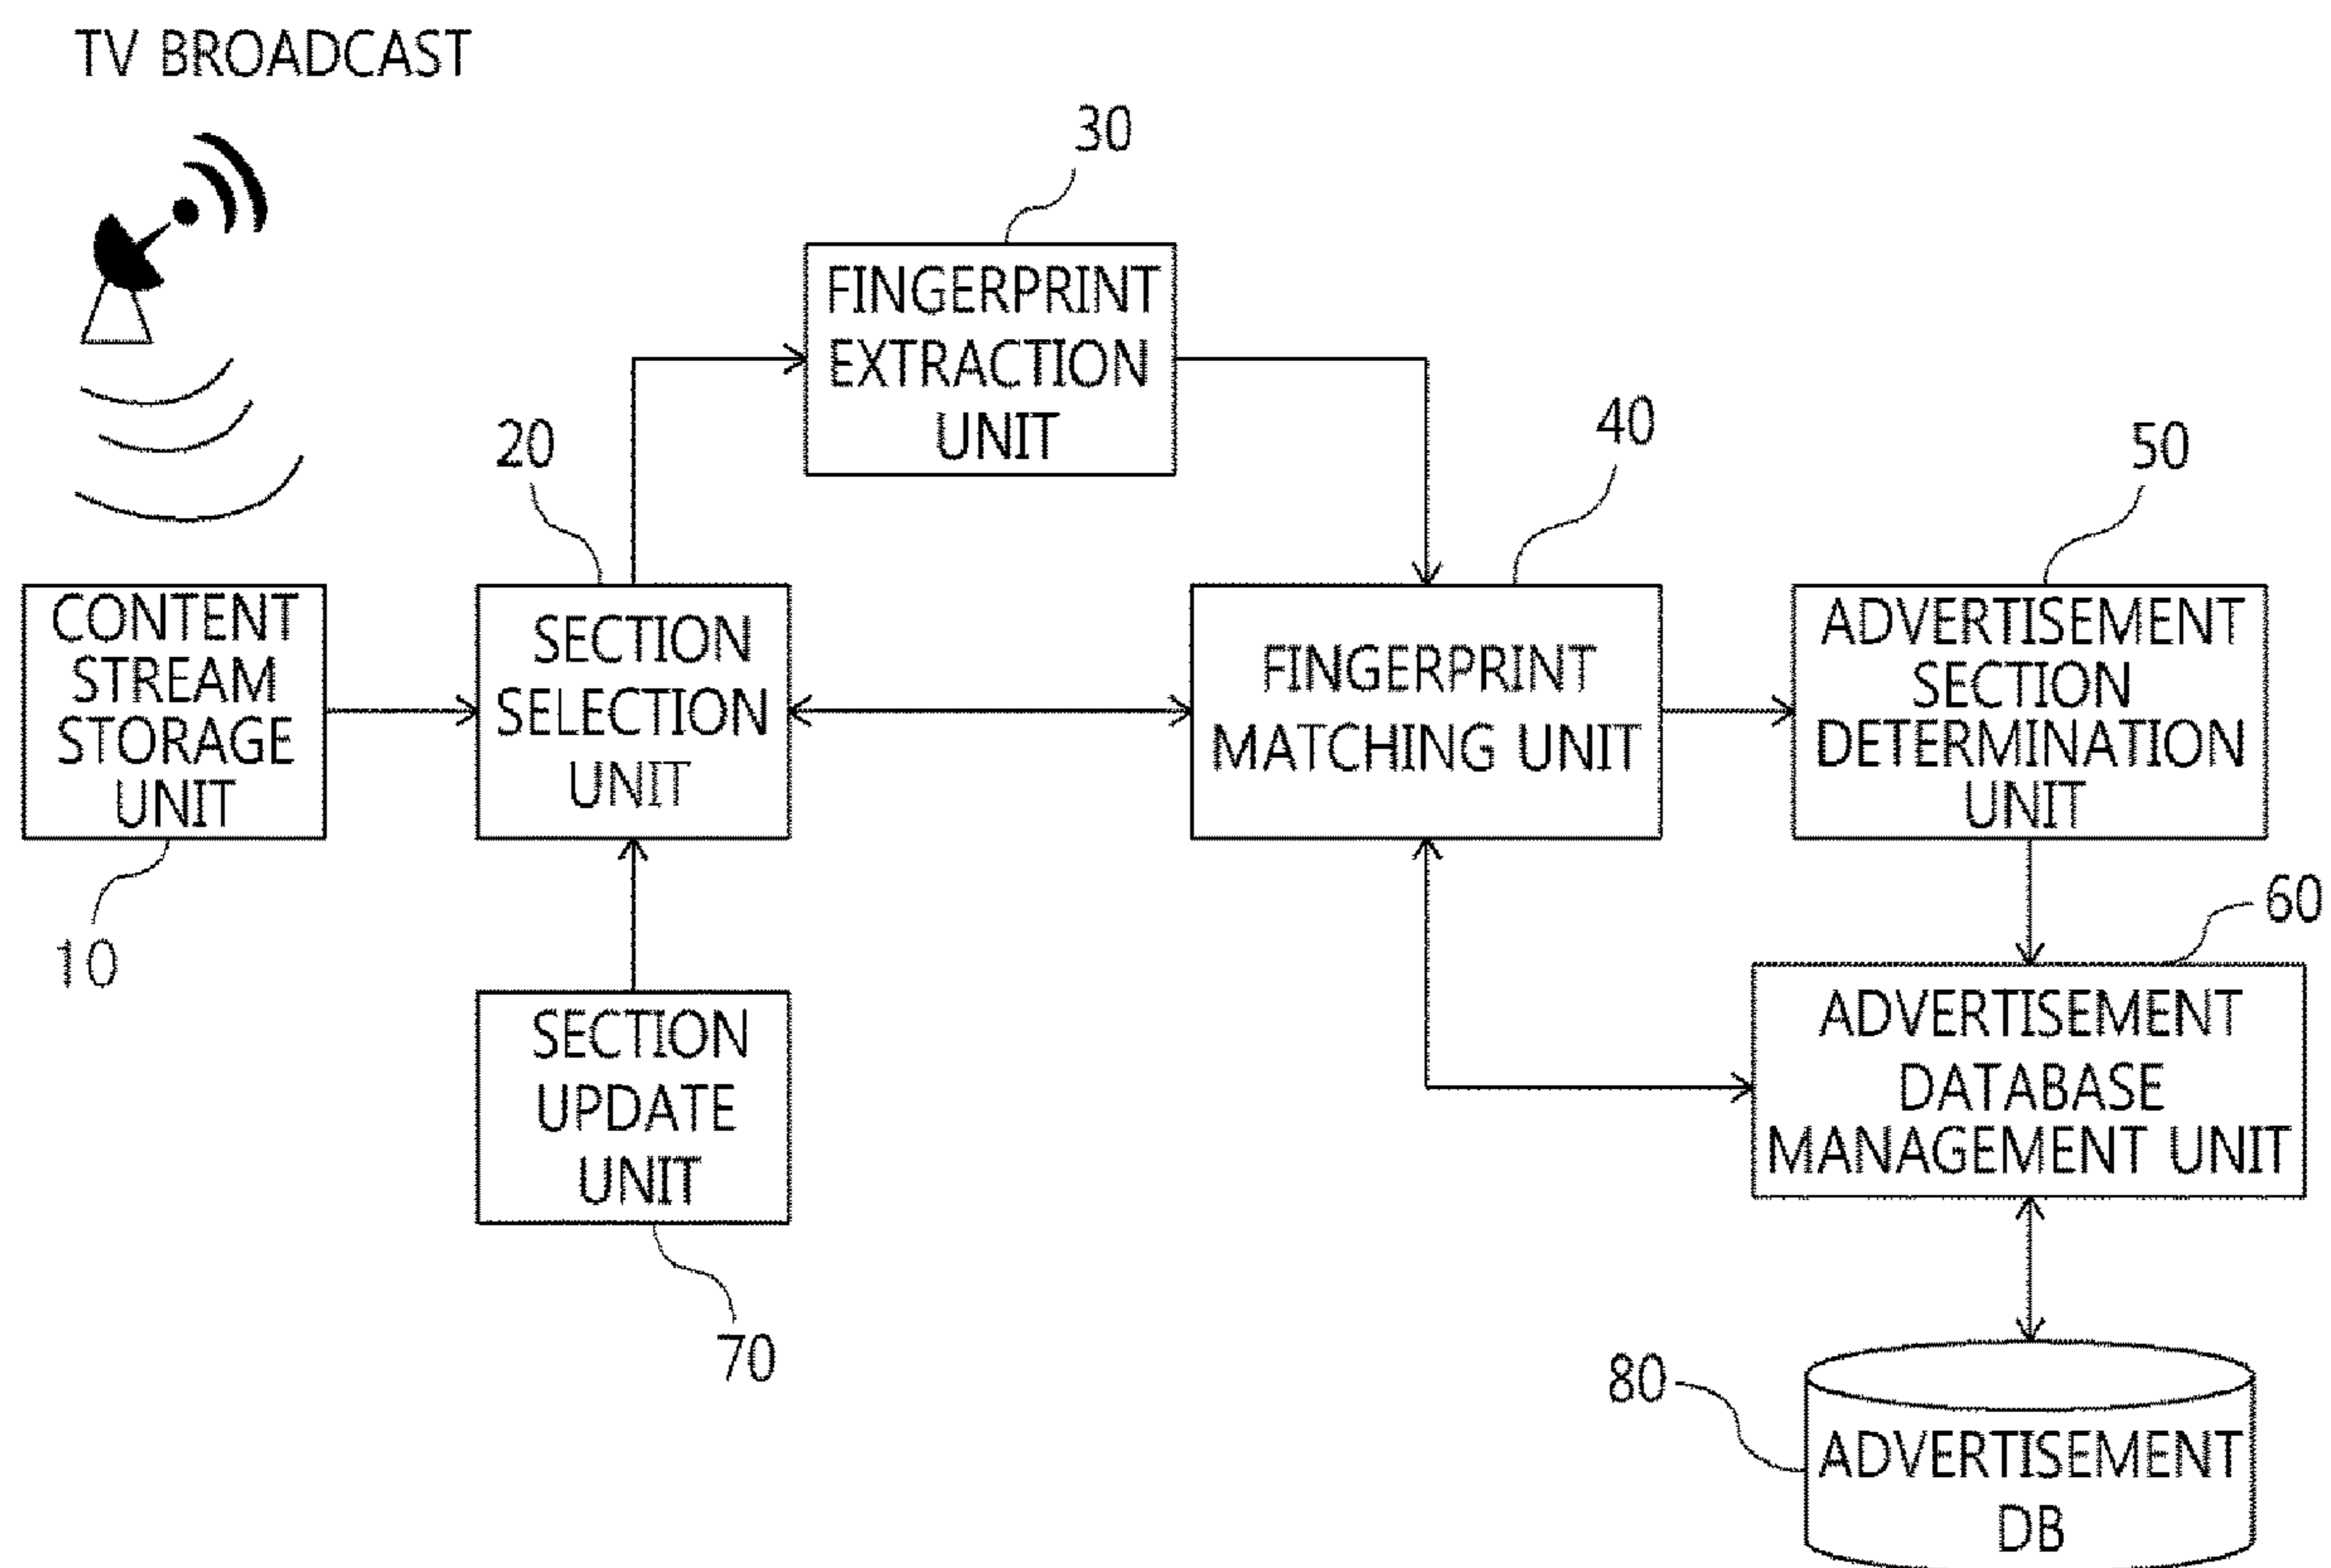 TV BROADCAST
30
FINGERPRINT
EXTRACTION
UNIT
20
40
50
CONTENT
STREAM
STORAGE
UNIT
SECTION
SELECTION
UNIT
FINGERPRINT
MATCHING UNIT
ADVERTISEMENT
SECTION
DETERMINATION
UNIT
10
60
SECTION
UPDATE
UNIT
ADVERTISEMENT
DATABASE
MANAGEMENT UNIT
70
80
ADVERTISEMENT
DB